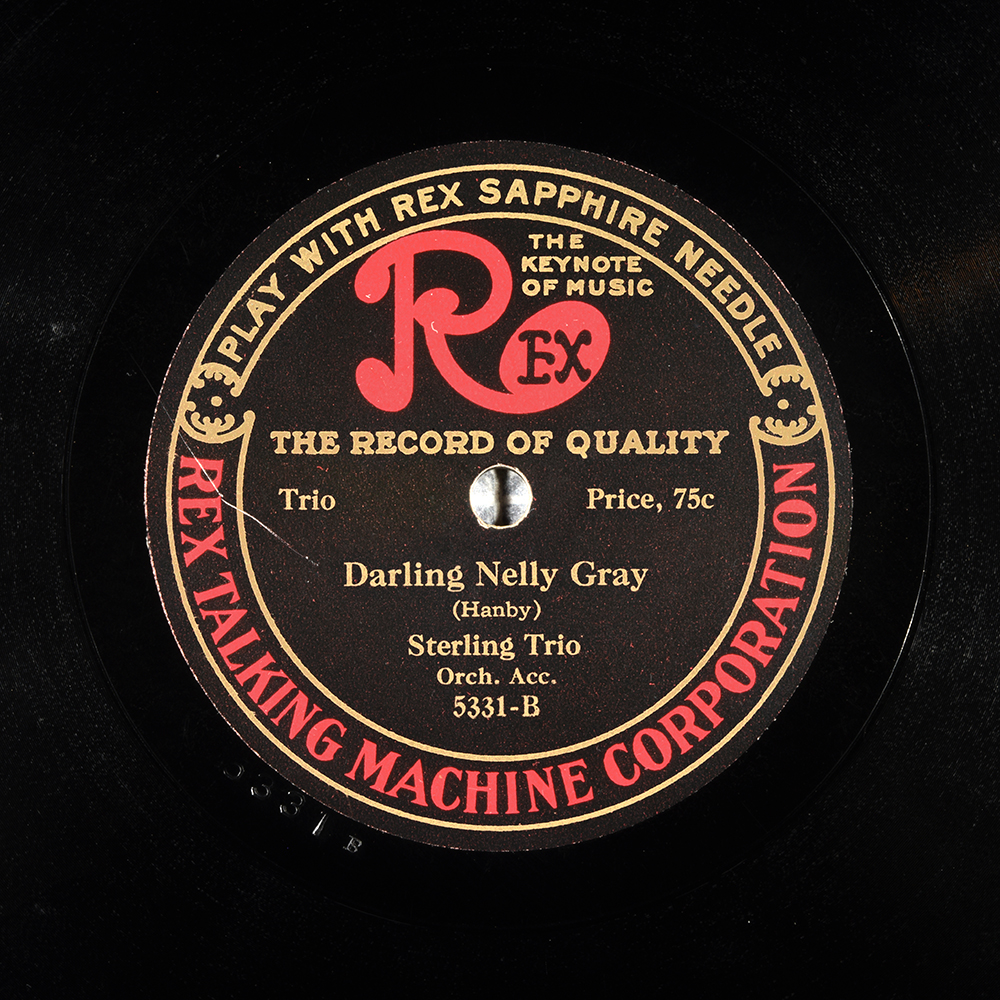 PLAY WITH REX SAPPHIRE NEEDLE
REX
THE
KEYNOTE
OF MUSIC
THE RECORD OF QUALITY
Trio Price, 75c
Darling Nelly Gray
(Hanby)
Sterling Trio
Orch. Acc.
5331-B
REX TALKING MACHINE CORPORATION
5331 B